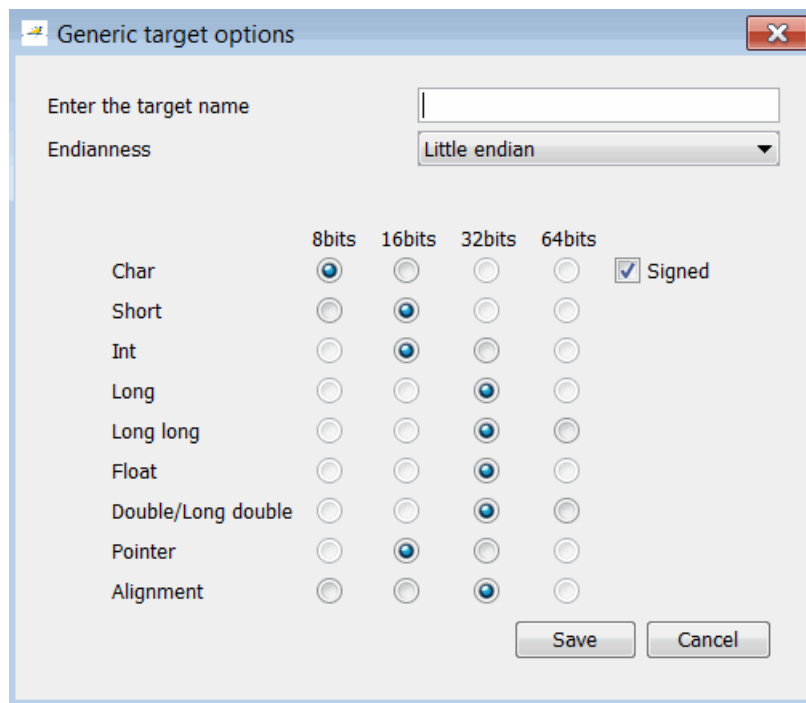 Generic target options
Enter the target name
Endianness Little endian
8bits 16bits 32bits 64bits
Char Signed
Short
Int
Long
Long long
Float
Double/Long double
Pointer
Alignment
Save Cancel